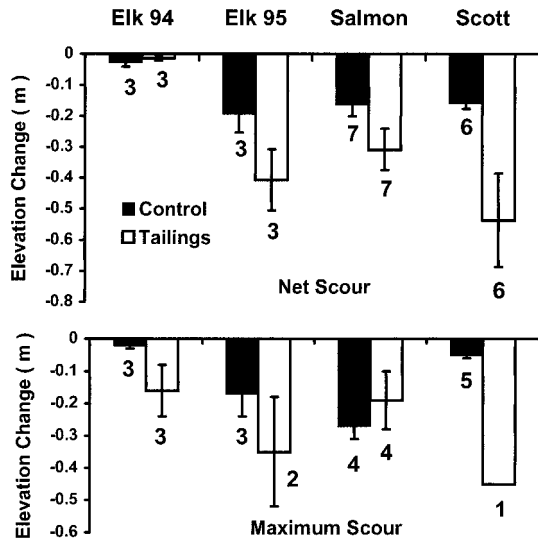 Elk 94 Elk 95 Salmon Scott
Elevation Change ( m )
0
-0.1
-0.2
-0.3
-0.4
-0.5
-0.6
-0.7
-0.8
3 3 3 3 7 7 6 6
Control
Tailings
Net Scour
Elevation Change ( m )
0
-0.1
-0.2
-0.3
-0.4
-0.5
-0.6
3 3 3 2 4 4 5 1
Maximum Scour